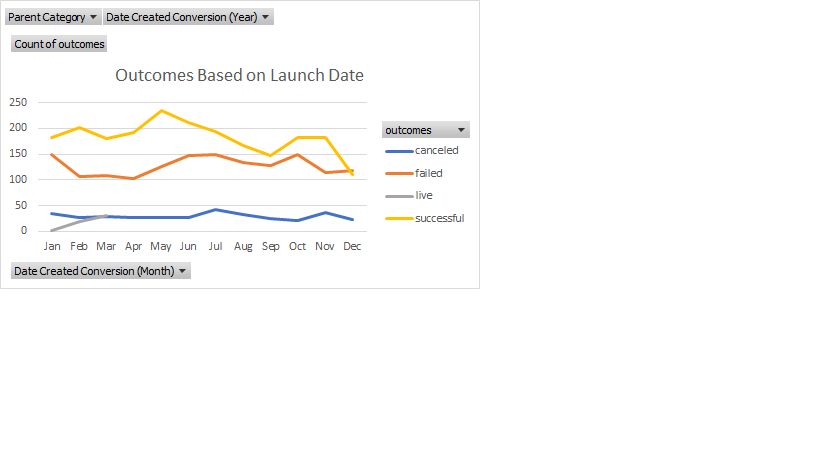 Parent Category Date Created Conversion (Year)
Count of outcomes
Outcomes Based on Launch Date
250
200
150
100
50
0
Jan Feb Mar Apr May Jun Jul Aug Sep Oct Nov Dec
outcomes
canceled
failed
live
successful
Date Created Conversion (Month)